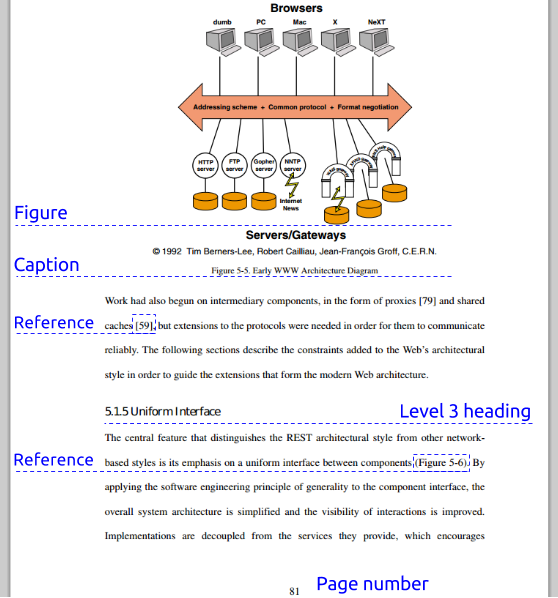 Browsers
dumb PC Mac X NeXT
Addressing scheme + Common protocol + Format negotiation
HTTP server
FTP server
Gopher server
NNTP server
Internet News
Figure
Servers/Gateways
© 1992 Tim Berners-Lee, Robert Cailliau, Jean-François Groff, C.E.R.N.
Caption
Figure 5-5. Early WWW Architecture Diagram
Work had also begun on intermediary components, in the form of proxies [79] and shared
Reference
caches [59], but extensions to the protocols were needed in order for them to communicate
reliably. The following sections describe the constraints added to the Web's architectural
style in order to guide the extensions that form the modern Web architecture.
5.1.5 Uniform Interface
Level 3 heading
The central feature that distinguishes the REST architectural style from other network-
Reference
based styles is its emphasis on a uniform interface between components (Figure 5-6). By
applying the software engineering principle of generality to the component interface, the
overall system architecture is simplified and the visibility of interactions is improved.
Implementations are decoupled from the services they provide, which encourages
81
Page number